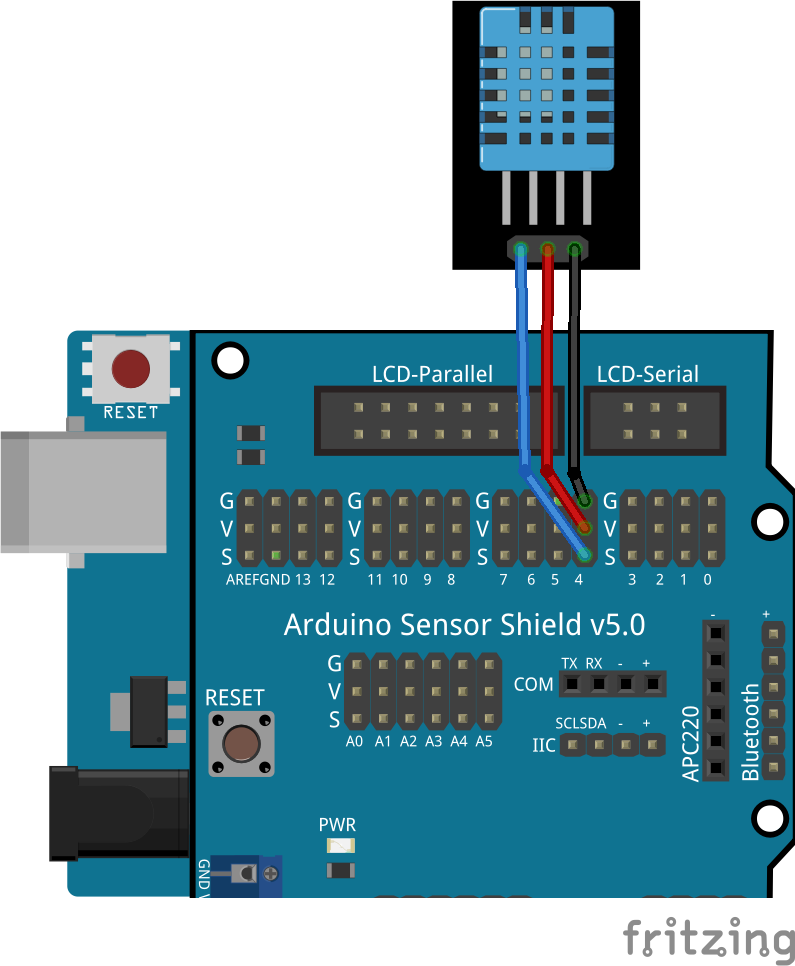 RESET
LCD-Parallel LCD-Serial
G G G G
V V V V
S S S S
AREF GND 13 12 11 10 9 8 7 6 5 4 3 2 1 0
Arduino Sensor Shield v5.0
- +
G
V
S
A0 A1 A2 A3 A4 A5
TX RX - +
COM
SCL SDA - +
IIC
RESET
APC220
Bluetooth
PWR
GND
fritzing